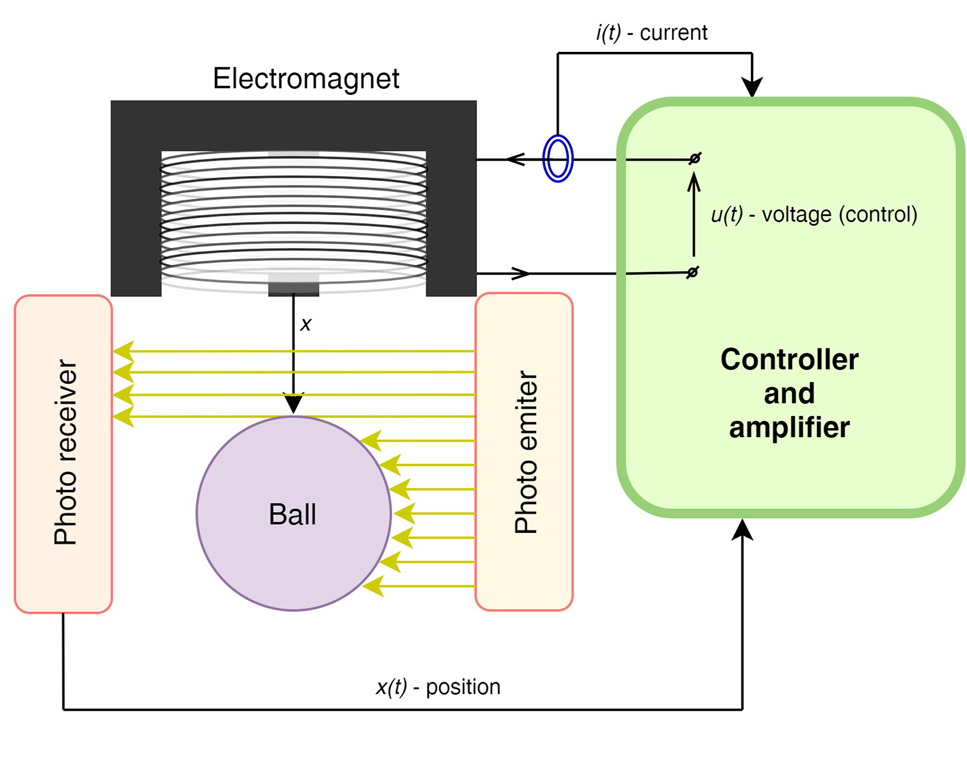 i(t) - current
Electromagnet
u(t) - voltage (control)
x
Photo receiver
Photo emiter
Controller
and
amplifier
Ball
x(t) - position